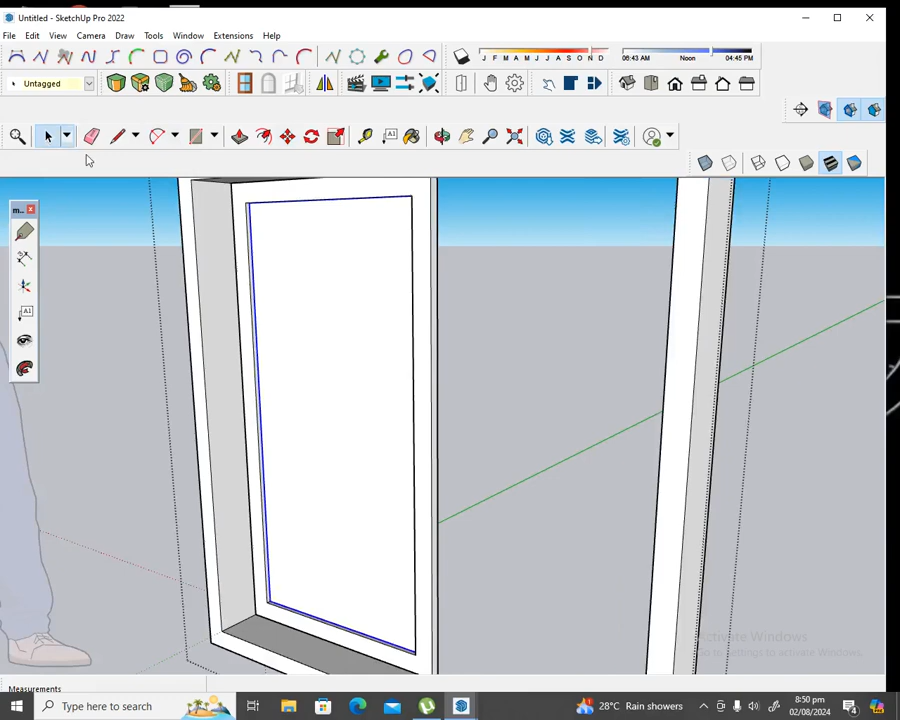 Untitled - SketchUp Pro 2022
File Edit View Camera Draw Tools Window Extensions Help
J F M A M J J A S O N D
06:43 AM Noon 04:45 PM
Untagged
m...
A1
Activate Windows
Go to Settings to activate Windows.
Measurements
Type here to search
28°C Rain showers
8:50 pm
02/08/2024
4